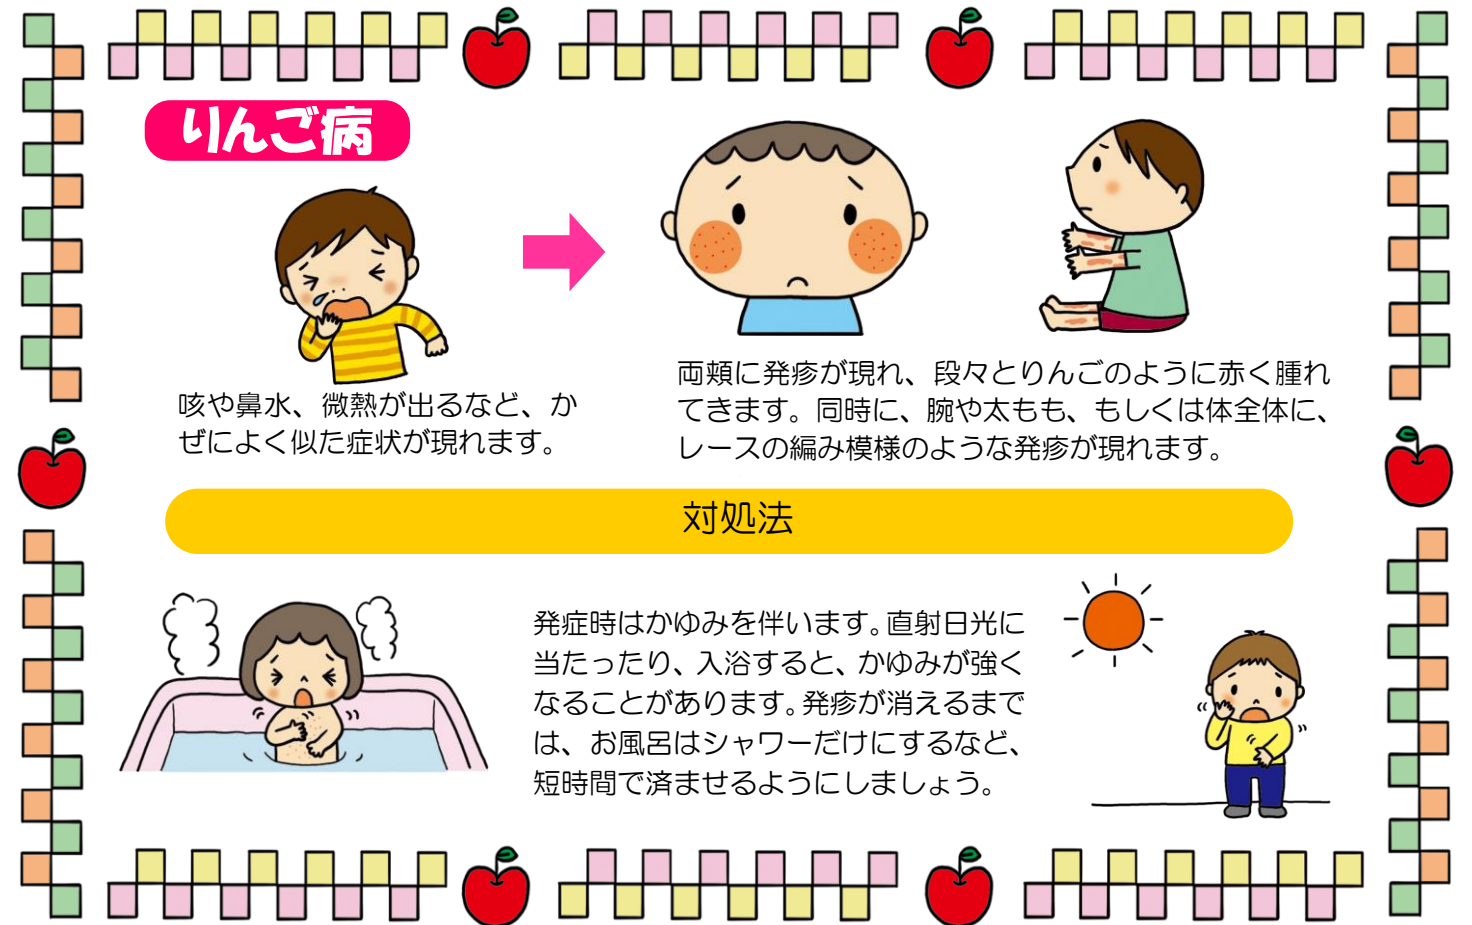 りんご病
咳や鼻水、微熱が出るなど、か
ぜによく似た症状が現れます。
両頬に発疹が現れ、段々とりんごのように赤く腫れ
てきます。同時に、腕や太もも、もしくは体全体に、
レースの編み模様のような発疹が現れます。
対処法
発症時はかゆみを伴います。直射日光に
当たったり、入浴すると、かゆみが強く
なることがあります。発疹が消えるまで
は、お風呂はシャワーだけにするなど、
短時間で済ませるようにしましょう。